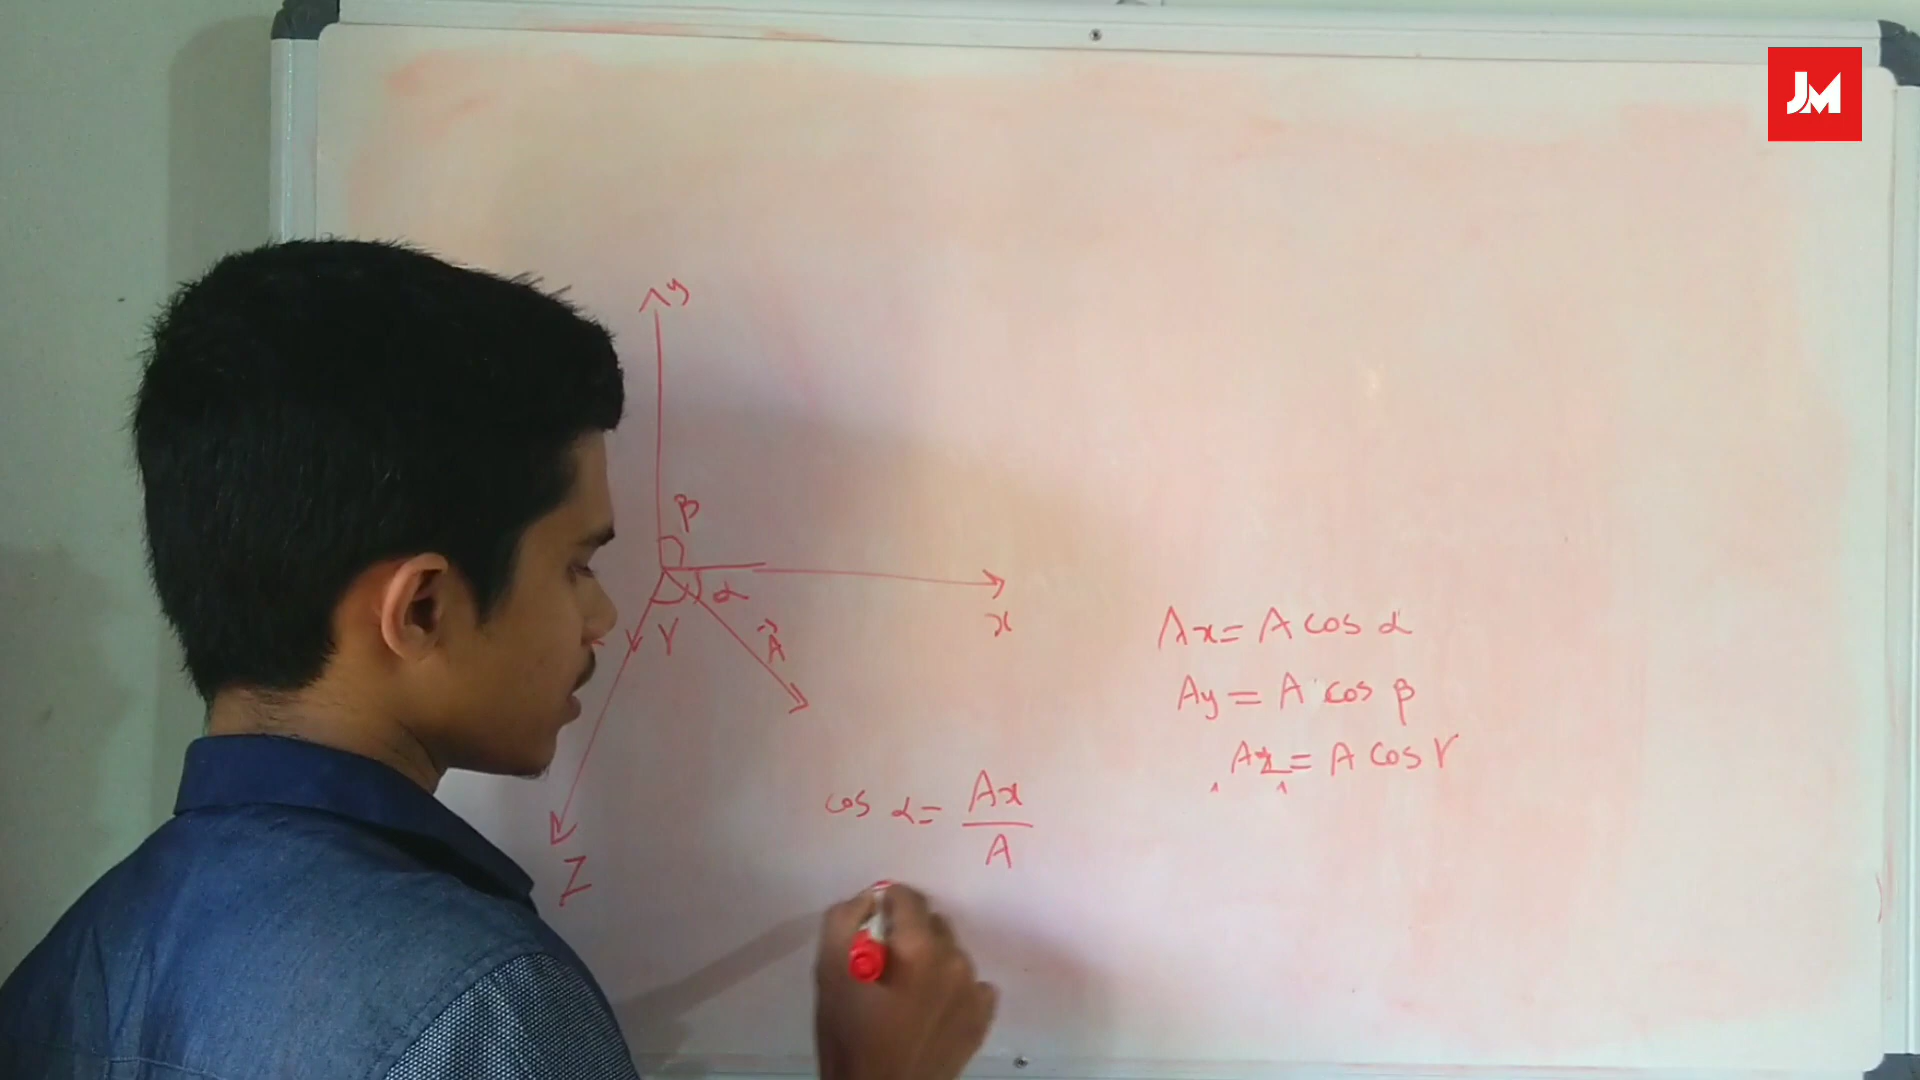 JM
y
β
α
γ
→A
x
Z
Ax = A cos α
Ay = A cos β
Az = A cos γ
cos α = Ax/A